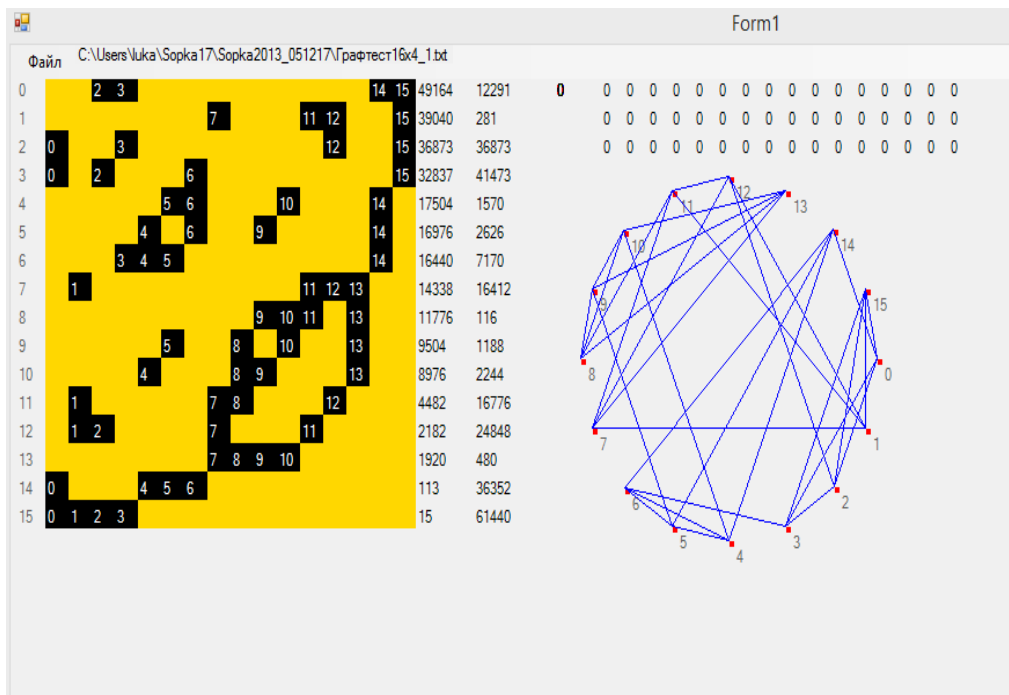 Form1
Файл C:\Users\luka\Sopka17\Sopka2013_051217\Графтест16x4_1.txt
0 2 3 14 15 49164 12291 0 0 0 0 0 0 0 0 0 0 0 0 0 0 0 0 0
1 7 11 12 15 39040 281 0 0 0 0 0 0 0 0 0 0 0 0 0 0 0 0
2 0 3 12 15 36873 36873 0 0 0 0 0 0 0 0 0 0 0 0 0 0 0 0
3 0 2 6 15 32837 41473
4 5 6 10 14 17504 1570
5 4 6 9 14 16976 2626
6 3 4 5 14 16440 7170
7 1 11 12 13 14338 16412
8 9 10 11 13 11776 116
9 5 8 10 13 9504 1188
10 4 8 9 13 8976 2244
11 1 7 8 12 4482 16776
12 1 2 7 11 2182 24848
13 7 8 9 10 1920 480
14 0 4 5 6 113 36352
15 0 1 2 3 15 61440
12
11 13
10 14
9 15
8 0
7 1
6 2
5 3
4